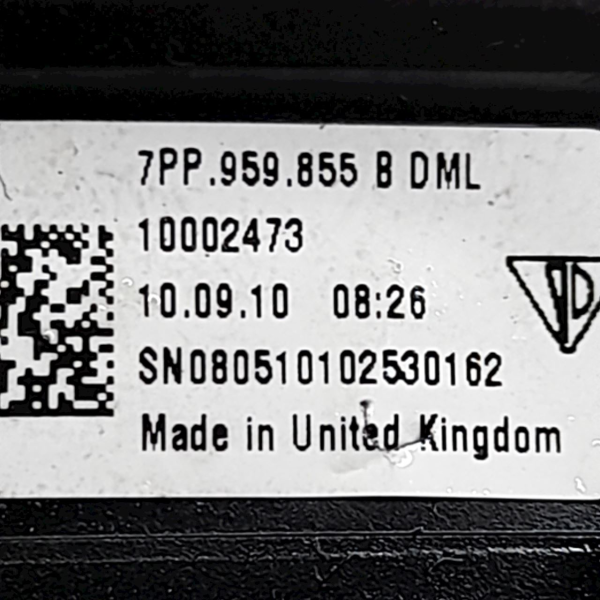 7PP.959.855 B DML
10002473
10.09.10 08:26
SN080510102530162
Made in United Kingdom